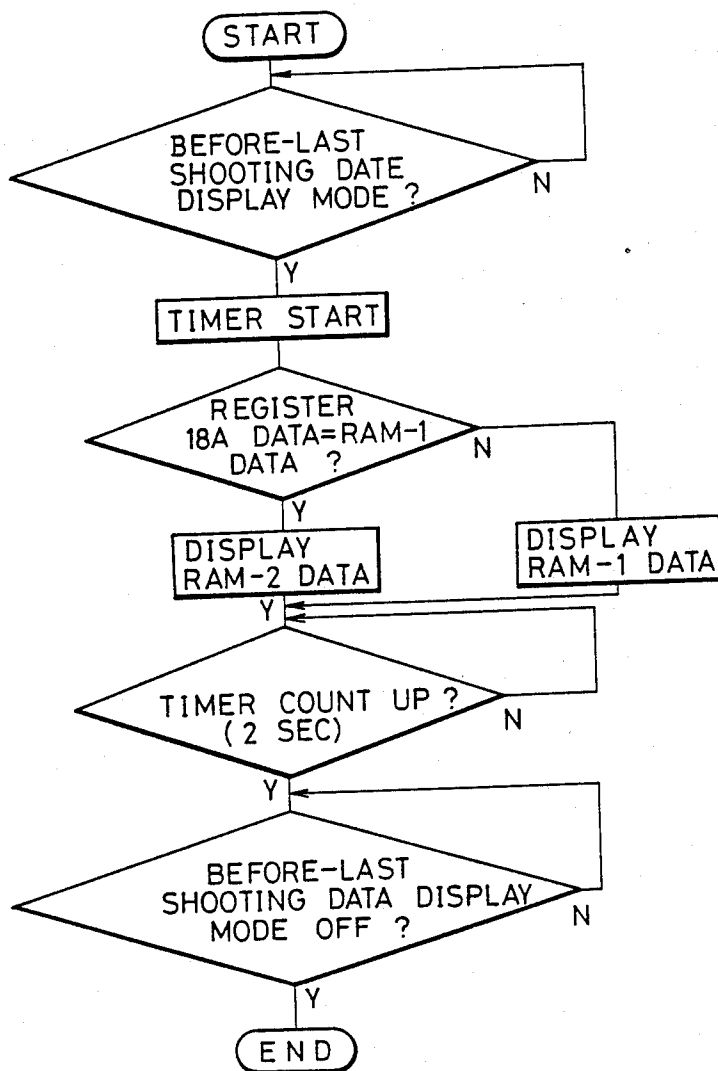 START
BEFORE-LAST
SHOOTING DATE
DISPLAY MODE ?
N
Y
TIMER START
REGISTER
18A DATA=RAM-1
DATA ?
N
Y
DISPLAY
RAM-2 DATA
DISPLAY
RAM-1 DATA
Y
TIMER COUNT UP ?
(2 SEC)
N
Y
BEFORE-LAST
SHOOTING DATA DISPLAY
MODE OFF ?
N
Y
END